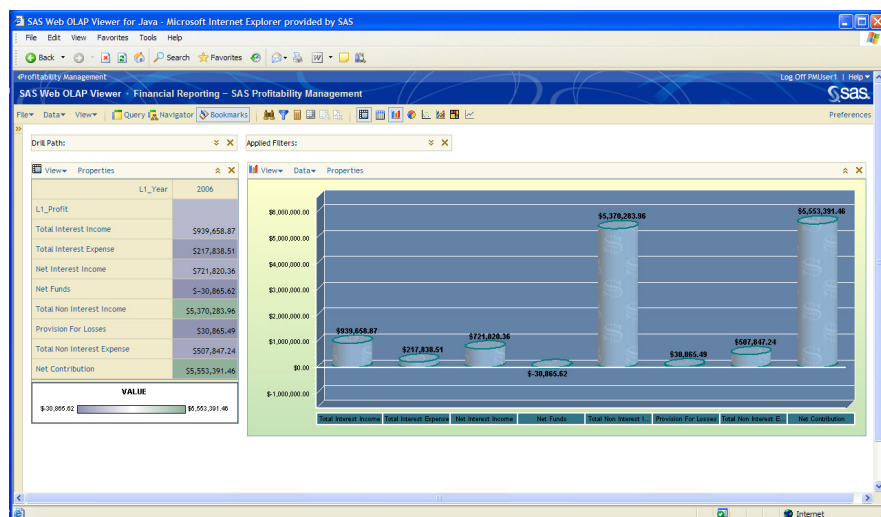 SAS Web OLAP Viewer for Java - Microsoft Internet Explorer provided by SAS
File Edit View Favorites Tools Help
Back Search Favorites
Profitability Management Log Off PMUser1 | Help
SAS Web OLAP Viewer - Financial Reporting – SAS Profitability Management sas.
File Data View Query Navigator Bookmarks Preferences
Drill Path: Applied Filters:
View Properties
L1_Year 2006
L1_Profit
Total Interest Income $939,658.87
Total Interest Expense $217,838.51
Net Interest Income $721,820.36
Net Funds $-30,865.62
Total Non Interest Income $5,370,283.96
Provision For Losses $30,865.49
Total Non Interest Expense $507,847.24
Net Contribution $5,553,391.46
VALUE
$-30,865.62 $5,553,391.46
View Data Properties
$6,000,000.00
$5,000,000.00
$4,000,000.00
$3,000,000.00
$2,000,000.00
$1,000,000.00
$0.00
$-1,000,000.00
$939,658.87
$217,838.51
$721,820.36
$-30,865.62
$5,370,283.96
$30,865.49
$507,847.24
$5,553,391.46
Total Interest Income Total Interest Expense Net Interest Income Net Funds Total Non Interest I... Provision For Losses Total Non Interest E... Net Contribution
Internet